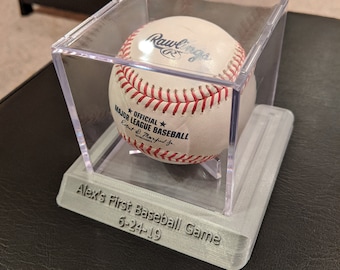 Rawlings
R
OFFICIAL
MAJOR LEAGUE BASEBALL
Alex's First Baseball Game
6-24-19